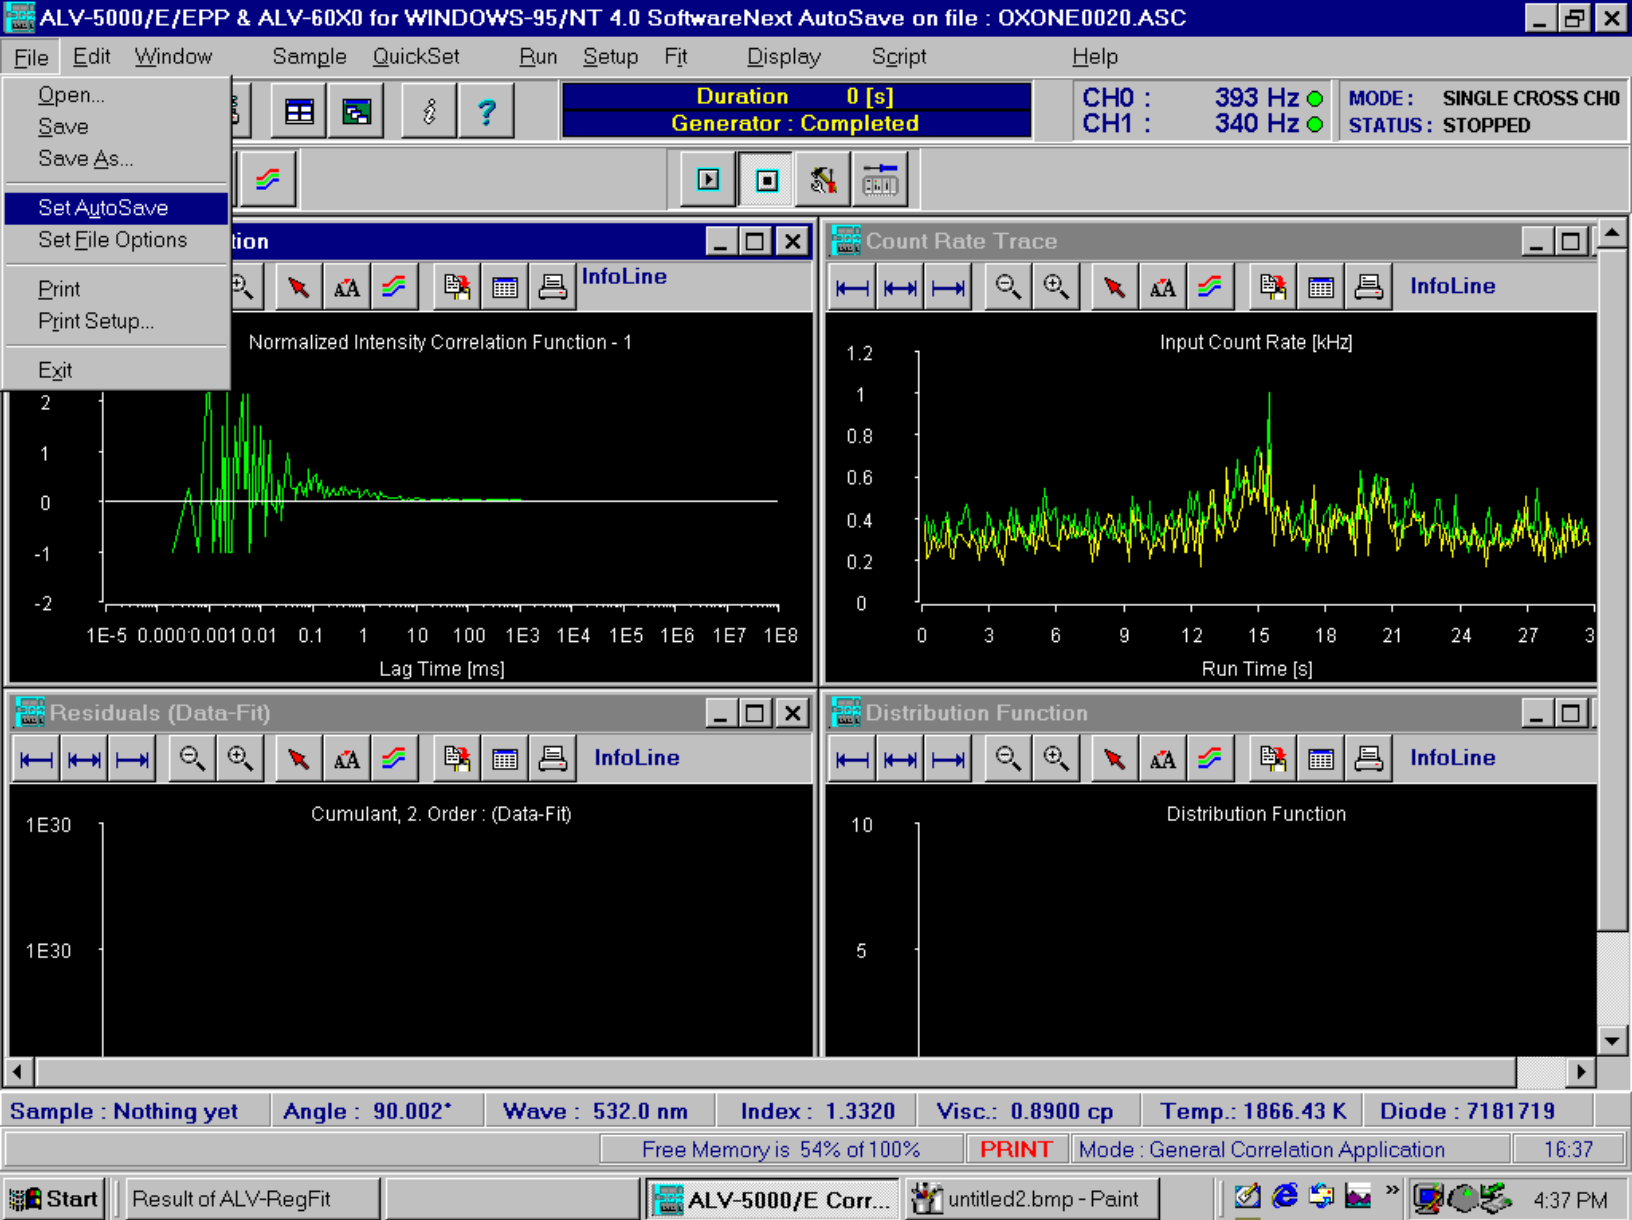 ALV-5000/E/EPP & ALV-60X0 for WINDOWS-95/NT 4.0 SoftwareNext AutoSave on file : OXONE0020.ASC
File Edit Window Sample QuickSet Run Setup Fit Display Script Help
Open...
Save
Save As...
Set AutoSave
Set File Options
Print
Print Setup...
Exit
Duration 0 [s]
Generator : Completed
CH0 : 393 Hz
CH1 : 340 Hz
MODE : SINGLE CROSS CH0
STATUS : STOPPED
tion
InfoLine
Normalized Intensity Correlation Function - 1
2
1
0
-1
-2
1E-5 0.000 0.001 0.01 0.1 1 10 100 1E3 1E4 1E5 1E6 1E7 1E8
Lag Time [ms]
Count Rate Trace
InfoLine
Input Count Rate [kHz]
1.2
1
0.8
0.6
0.4
0.2
0
0 3 6 9 12 15 18 21 24 27 3
Run Time [s]
Residuals (Data-Fit)
InfoLine
Cumulant, 2. Order : (Data-Fit)
1E30
1E30
Distribution Function
InfoLine
Distribution Function
10
5
Sample : Nothing yet Angle : 90.002° Wave : 532.0 nm Index : 1.3320 Visc.: 0.8900 cp Temp.: 1866.43 K Diode : 7181719
Free Memory is 54% of 100% PRINT Mode : General Correlation Application 16:37
Start Result of ALV-RegFit ALV-5000/E Corr... untitled2.bmp - Paint » 4:37 PM